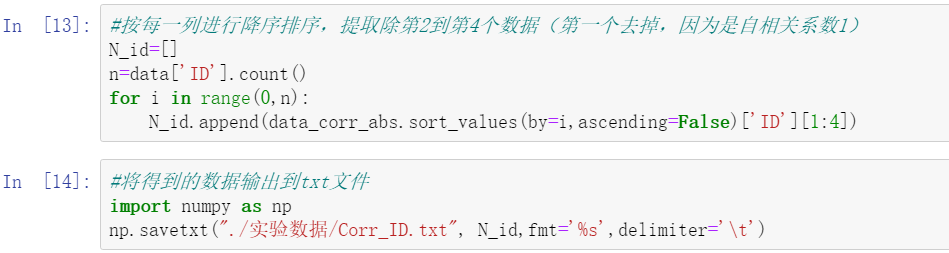 In [13]: #按每一列进行降序排序，提取除第2到第4个数据（第一个去掉，因为是自相关系数1）
N_id=[]
n=data['ID'].count()
for i in range(0,n):
    N_id.append(data_corr_abs.sort_values(by=i,ascending=False)['ID'][1:4])
In [14]: #将得到的数据输出到txt文件
import numpy as np
np.savetxt("./实验数据/Corr_ID.txt", N_id,fmt='%s',delimiter='\t')